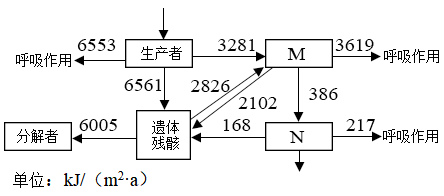 6553 3281 3619
呼吸作用 生产者 M 呼吸作用
6561 2826 386
2102
6005 168 217
分解者 遗体残骸 N 呼吸作用
单位：kJ/（m²·a）